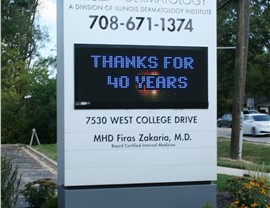 DERMATOLOGY
A DIVISION OF ILLINOIS DERMATOLOGY INSTITUTE
708-671-1374
THANKS FOR
40 YEARS
7530 WEST COLLEGE DRIVE
MHD Firas Zakaria, M.D.
Board Certified Internal Medicine